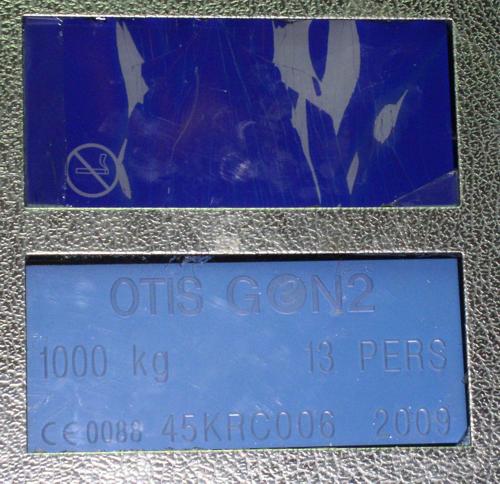 OTIS GeN2
1000 kg 13 PERS
CE 0088 45KRC006 2009